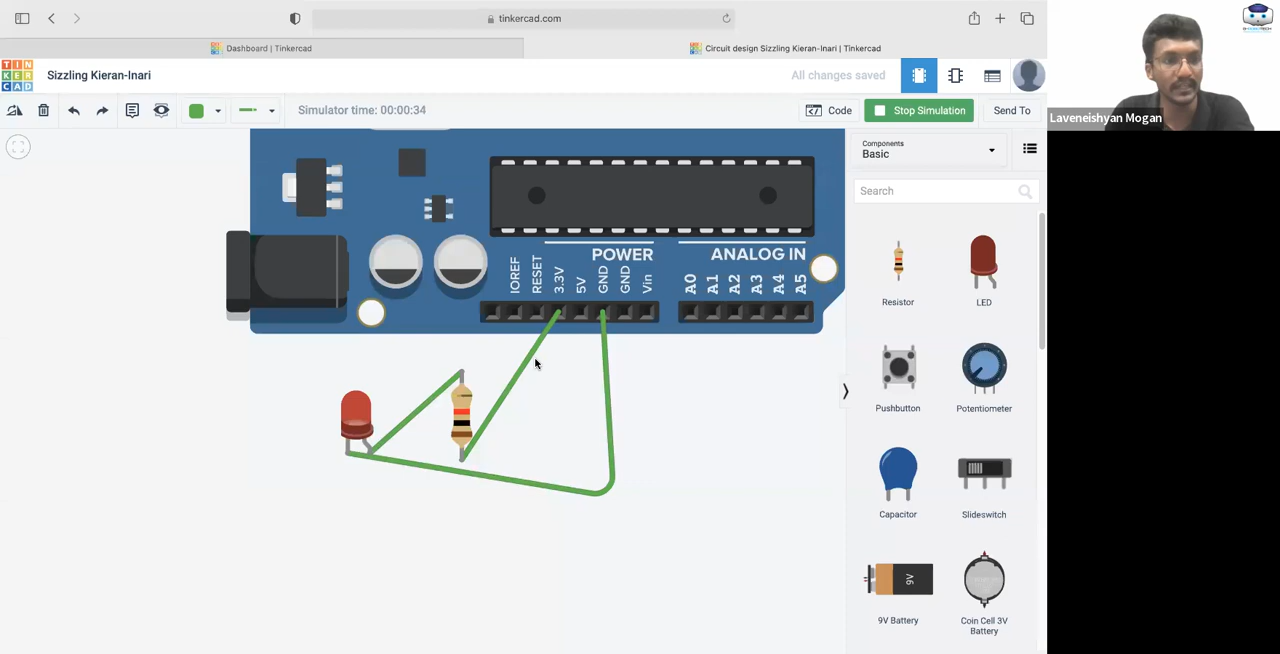 tinkercad.com
Dashboard | Tinkercad
Circuit design Sizzling Kieran-Inari | Tinkercad
TIN
KER
CAD
Sizzling Kieran-Inari
All changes saved
Simulator time: 00:00:34
Code
Stop Simulation
Send To
Laveneishyan Mogan
Components
Basic
Search
POWER
ANALOG IN
IOREF
RESET
3.3V
5V
GND
GND
Vin
A0
A1
A2
A3
A4
A5
Resistor
LED
Pushbutton
Potentiometer
Capacitor
Slideswitch
9V
9V Battery
Coin Cell 3V
Battery